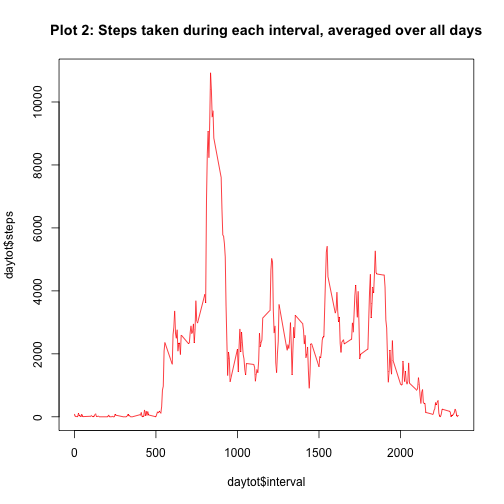 Plot 2: Steps taken during each interval, averaged over all days
10000
8000
6000
4000
2000
0
daytot$steps
0 500 1000 1500 2000
daytot$interval